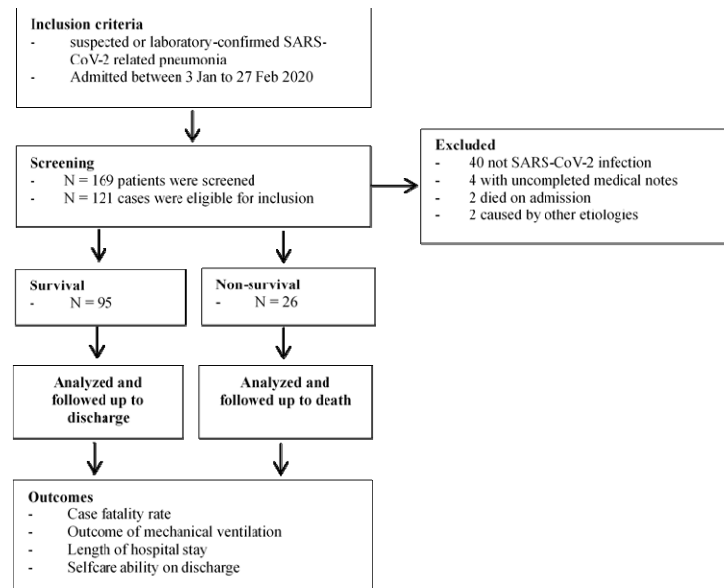 Inclusion criteria
- suspected or laboratory-confirmed SARS-
CoV-2 related pneumonia
- Admitted between 3 Jan to 27 Feb 2020
Screening
- N = 169 patients were screened
- N = 121 cases were eligible for inclusion
Excluded
- 40 not SARS-CoV-2 infection
- 4 with uncompleted medical notes
- 2 died on admission
- 2 caused by other etiologies
Survival
- N = 95
Non-survival
- N = 26
Analyzed and
followed up to
discharge
Analyzed and
followed up to death
Outcomes
- Case fatality rate
- Outcome of mechanical ventilation
- Length of hospital stay
- Selfcare ability on discharge